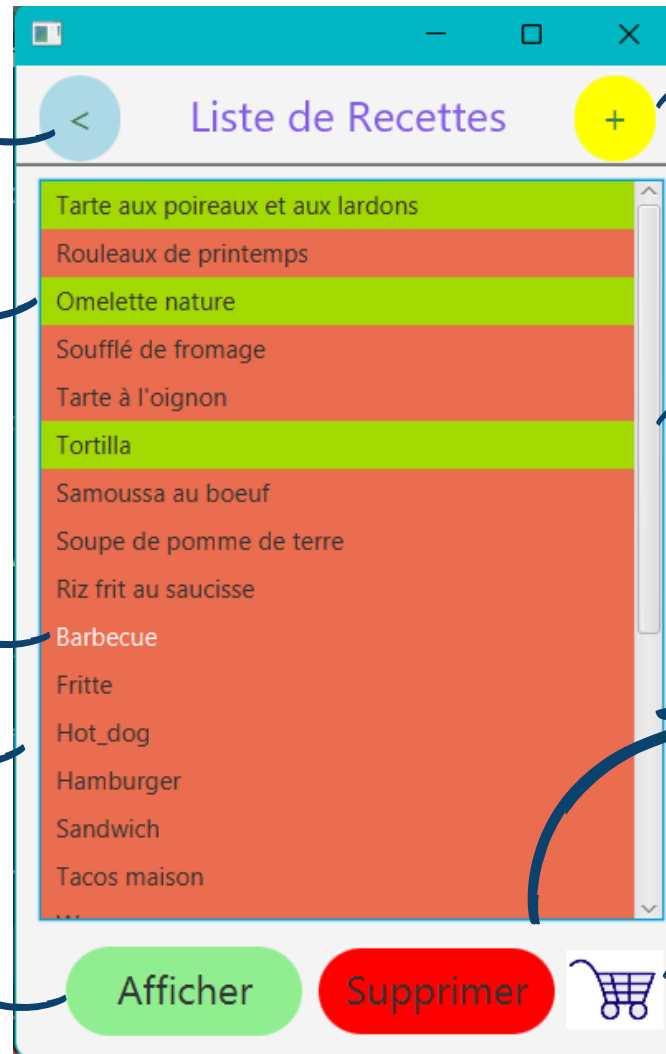 < Liste de Recettes +
Tarte aux poireaux et aux lardons
Rouleaux de printemps
Omelette nature
Soufflé de fromage
Tarte à l'oignon
Tortilla
Samoussa au boeuf
Soupe de pomme de terre
Riz frit au saucisse
Barbecue
Fritte
Hot_dog
Hamburger
Sandwich
Tacos maison
Afficher Supprimer